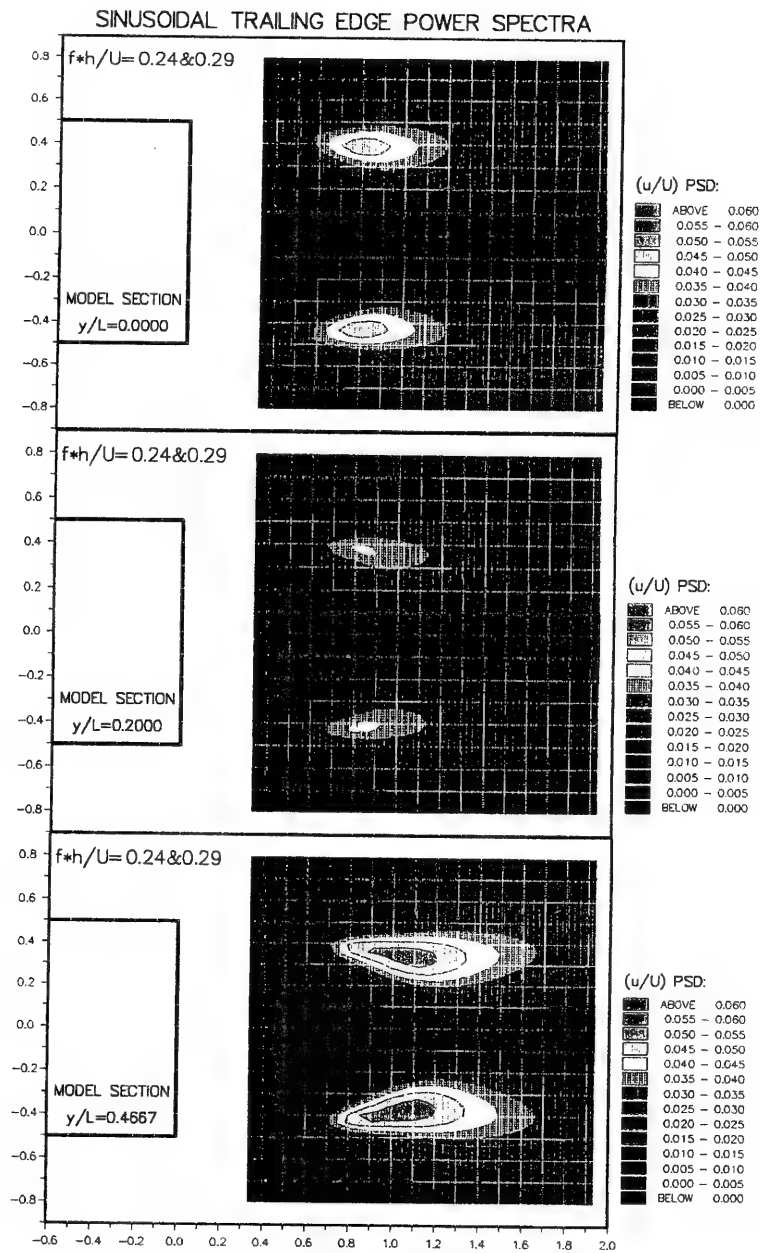 SINUSOIDAL TRAILING EDGE POWER SPECTRA
f*h/U= 0.24&0.29
0.8
0.6
0.4
0.2
0.0
−0.2
−0.4
−0.6
−0.8
MODEL SECTION
y/L=0.0000
(u/U) PSD:
ABOVE 0.060
0.055 − 0.060
0.050 − 0.055
0.045 − 0.050
0.040 − 0.045
0.035 − 0.040
0.030 − 0.035
0.025 − 0.030
0.020 − 0.025
0.015 − 0.020
0.010 − 0.015
0.005 − 0.010
0.000 − 0.005
BELOW 0.000
f*h/U= 0.24&0.29
0.8
0.6
0.4
0.2
0.0
−0.2
−0.4
−0.6
−0.8
MODEL SECTION
y/L=0.2000
(u/U) PSD:
ABOVE 0.060
0.055 − 0.060
0.050 − 0.055
0.045 − 0.050
0.040 − 0.045
0.035 − 0.040
0.030 − 0.035
0.025 − 0.030
0.020 − 0.025
0.015 − 0.020
0.010 − 0.015
0.005 − 0.010
0.000 − 0.005
BELOW 0.000
f*h/U= 0.24&0.29
0.8
0.6
0.4
0.2
0.0
−0.2
−0.4
−0.6
−0.8
MODEL SECTION
y/L=0.4667
(u/U) PSD:
ABOVE 0.060
0.055 − 0.060
0.050 − 0.055
0.045 − 0.050
0.040 − 0.045
0.035 − 0.040
0.030 − 0.035
0.025 − 0.030
0.020 − 0.025
0.015 − 0.020
0.010 − 0.015
0.005 − 0.010
0.000 − 0.005
BELOW 0.000
−0.6 −0.4 −0.2 0.0 0.2 0.4 0.6 0.8 1.0 1.2 1.4 1.6 1.8 2.0